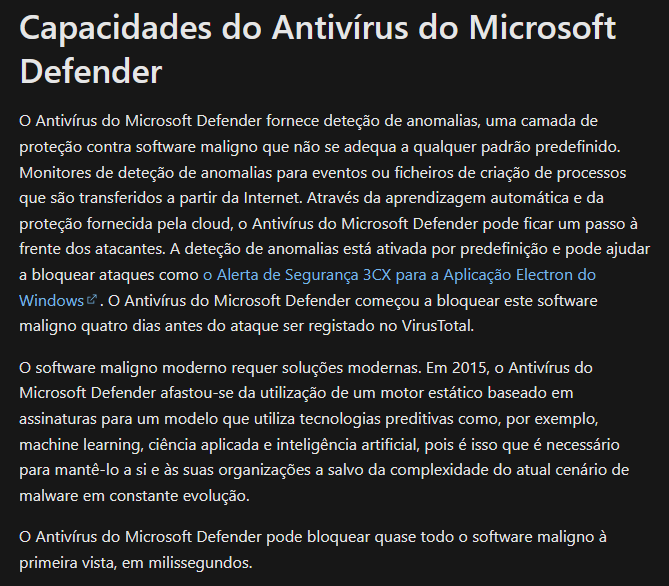 Capacidades do Antivírus do Microsoft
Defender
O Antivírus do Microsoft Defender fornece deteção de anomalias, uma camada de
proteção contra software maligno que não se adequa a qualquer padrão predefinido.
Monitores de deteção de anomalias para eventos ou ficheiros de criação de processos
que são transferidos a partir da Internet. Através da aprendizagem automática e da
proteção fornecida pela cloud, o Antivírus do Microsoft Defender pode ficar um passo à
frente dos atacantes. A deteção de anomalias está ativada por predefinição e pode ajudar
a bloquear ataques como o Alerta de Segurança 3CX para a Aplicação Electron do
Windows. O Antivírus do Microsoft Defender começou a bloquear este software
maligno quatro dias antes do ataque ser registado no VirusTotal.
O software maligno moderno requer soluções modernas. Em 2015, o Antivírus do
Microsoft Defender afastou-se da utilização de um motor estático baseado em
assinaturas para um modelo que utiliza tecnologias preditivas como, por exemplo,
machine learning, ciência aplicada e inteligência artificial, pois é isso que é necessário
para mantê-lo a si e às suas organizações a salvo da complexidade do atual cenário de
malware em constante evolução.
O Antivírus do Microsoft Defender pode bloquear quase todo o software maligno à
primeira vista, em milissegundos.